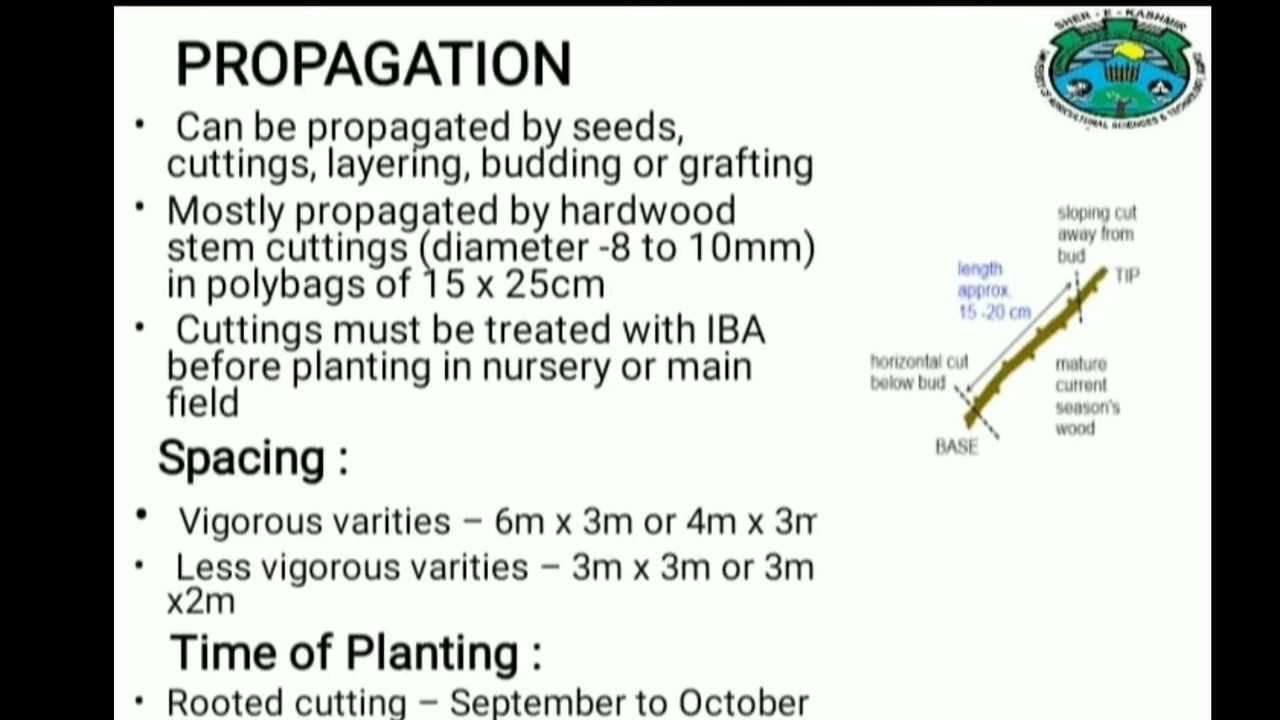 PROPAGATION
• Can be propagated by seeds,
cuttings, layering, budding or grafting
• Mostly propagated by hardwood
stem cuttings (diameter -8 to 10mm)
in polybags of 15 x 25cm
• Cuttings must be treated with IBA
before planting in nursery or main
field
Spacing :
• Vigorous varities – 6m x 3m or 4m x 3m
• Less vigorous varities – 3m x 3m or 3m
x2m
Time of Planting :
• Rooted cutting – September to October
SHER - E - KASHMIR
sloping cut
away from
bud
TIP
length
approx.
15 -20 cm
horizontal cut
below bud
mature
current
season's
wood
BASE